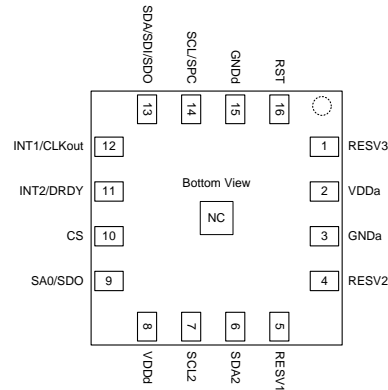 SDA/SDI/SDO
SCL/SPC
GNDd
RST
13
14
15
16
INT1/CLKout
12
1
RESV3
INT2/DRDY
11
Bottom View
2
VDDa
NC
CS
10
3
GNDa
SA0/SDO
9
4
RESV2
8
7
6
5
VDDd
SCL2
SDA2
RESV1